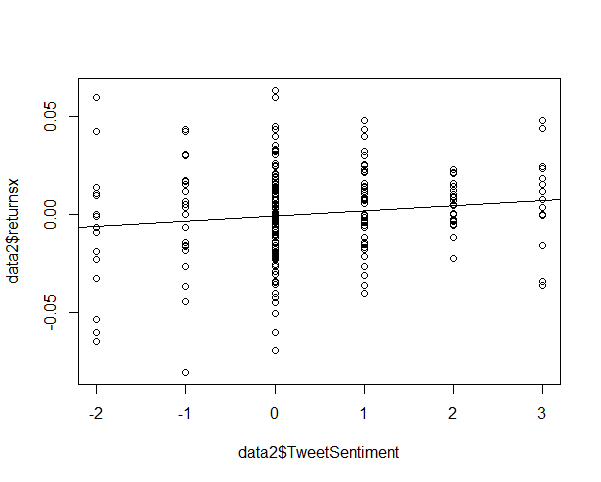 data2$returnsx
0.05
0.00
-0.05
-2 -1 0 1 2 3
data2$TweetSentiment